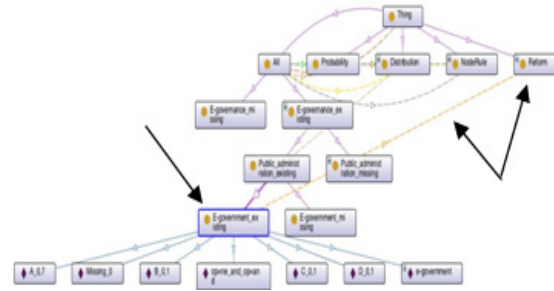 Thing
All
Probability
Distribution
NodeRule
Reform
E-governance_mi
ssing
E-governance_ex
isting
Public_administ
ration_existing
Public_administ
ration_missing
E-government_ex
isting
E-government_mi
ssing
A_0,7
Missing_0
B_0,1
C_0,1
D_0,1
e-government